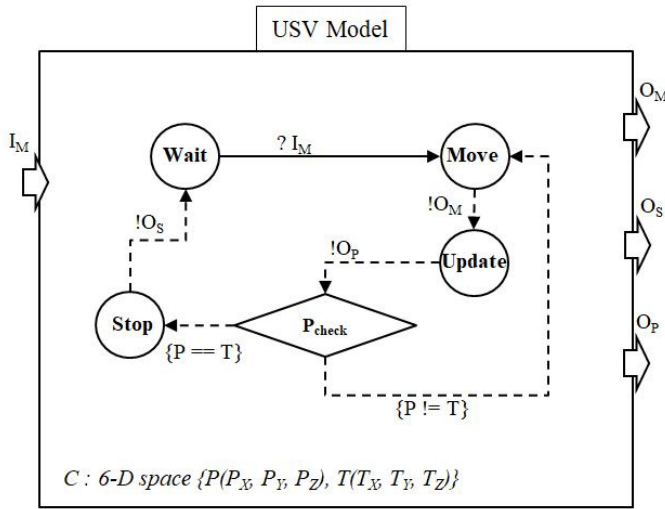 USV Model
O_M
I_M
Wait
? I_M
Move
!O_M
!O_S
O_S
!O_P
Update
Stop
P_check
O_P
{P == T}
{P != T}
C : 6-D space {P(P_X, P_Y, P_Z), T(T_X, T_Y, T_Z)}